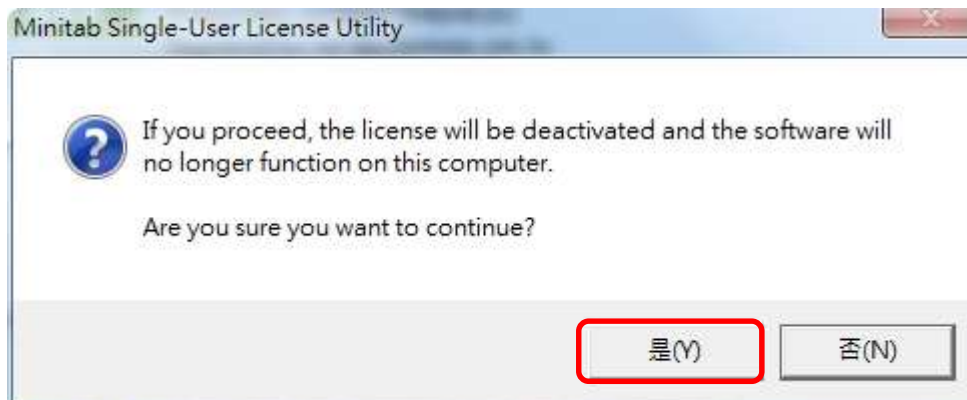 Minitab Single-User License Utility
If you proceed, the license will be deactivated and the software will
no longer function on this computer.
Are you sure you want to continue?
是(Y)
否(N)